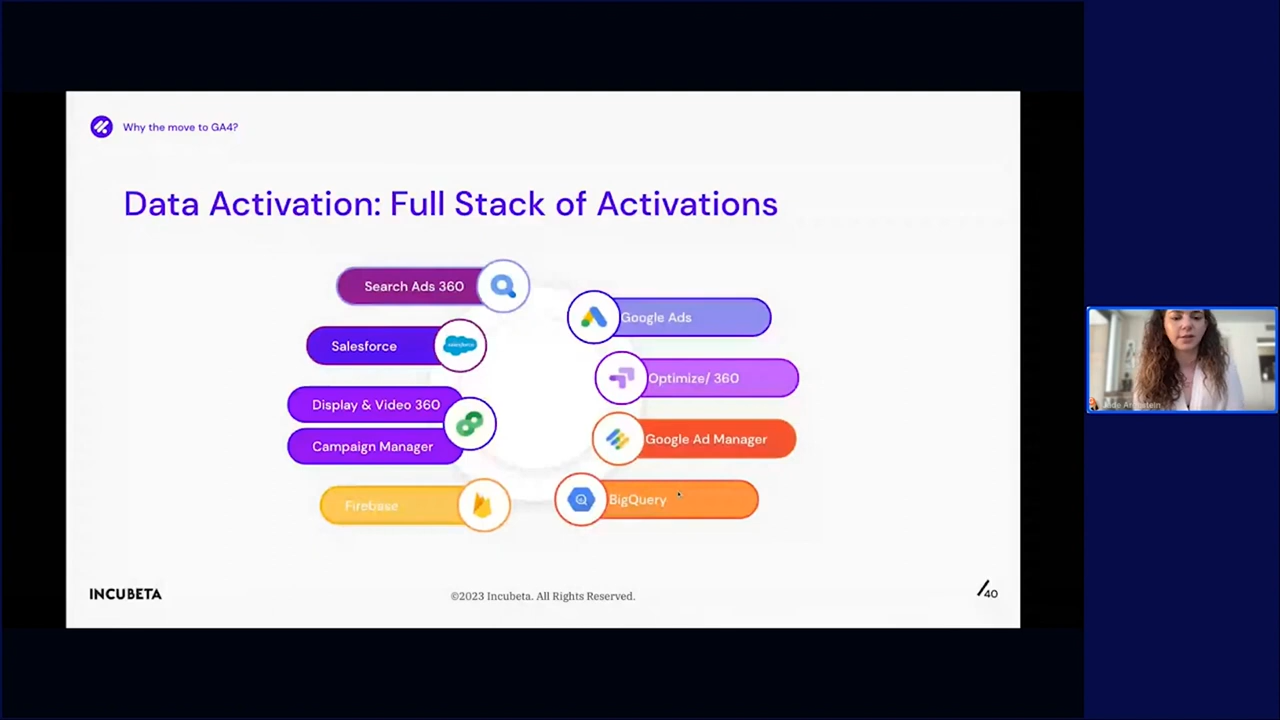 Why the move to GA4?
Data Activation: Full Stack of Activations
Search Ads 360
Google Ads
Salesforce
salesforce
Optimize/ 360
Display & Video 360
Campaign Manager
Google Ad Manager
Firebase
BigQuery
INCUBETA
©2023 Incubeta. All Rights Reserved.
/40